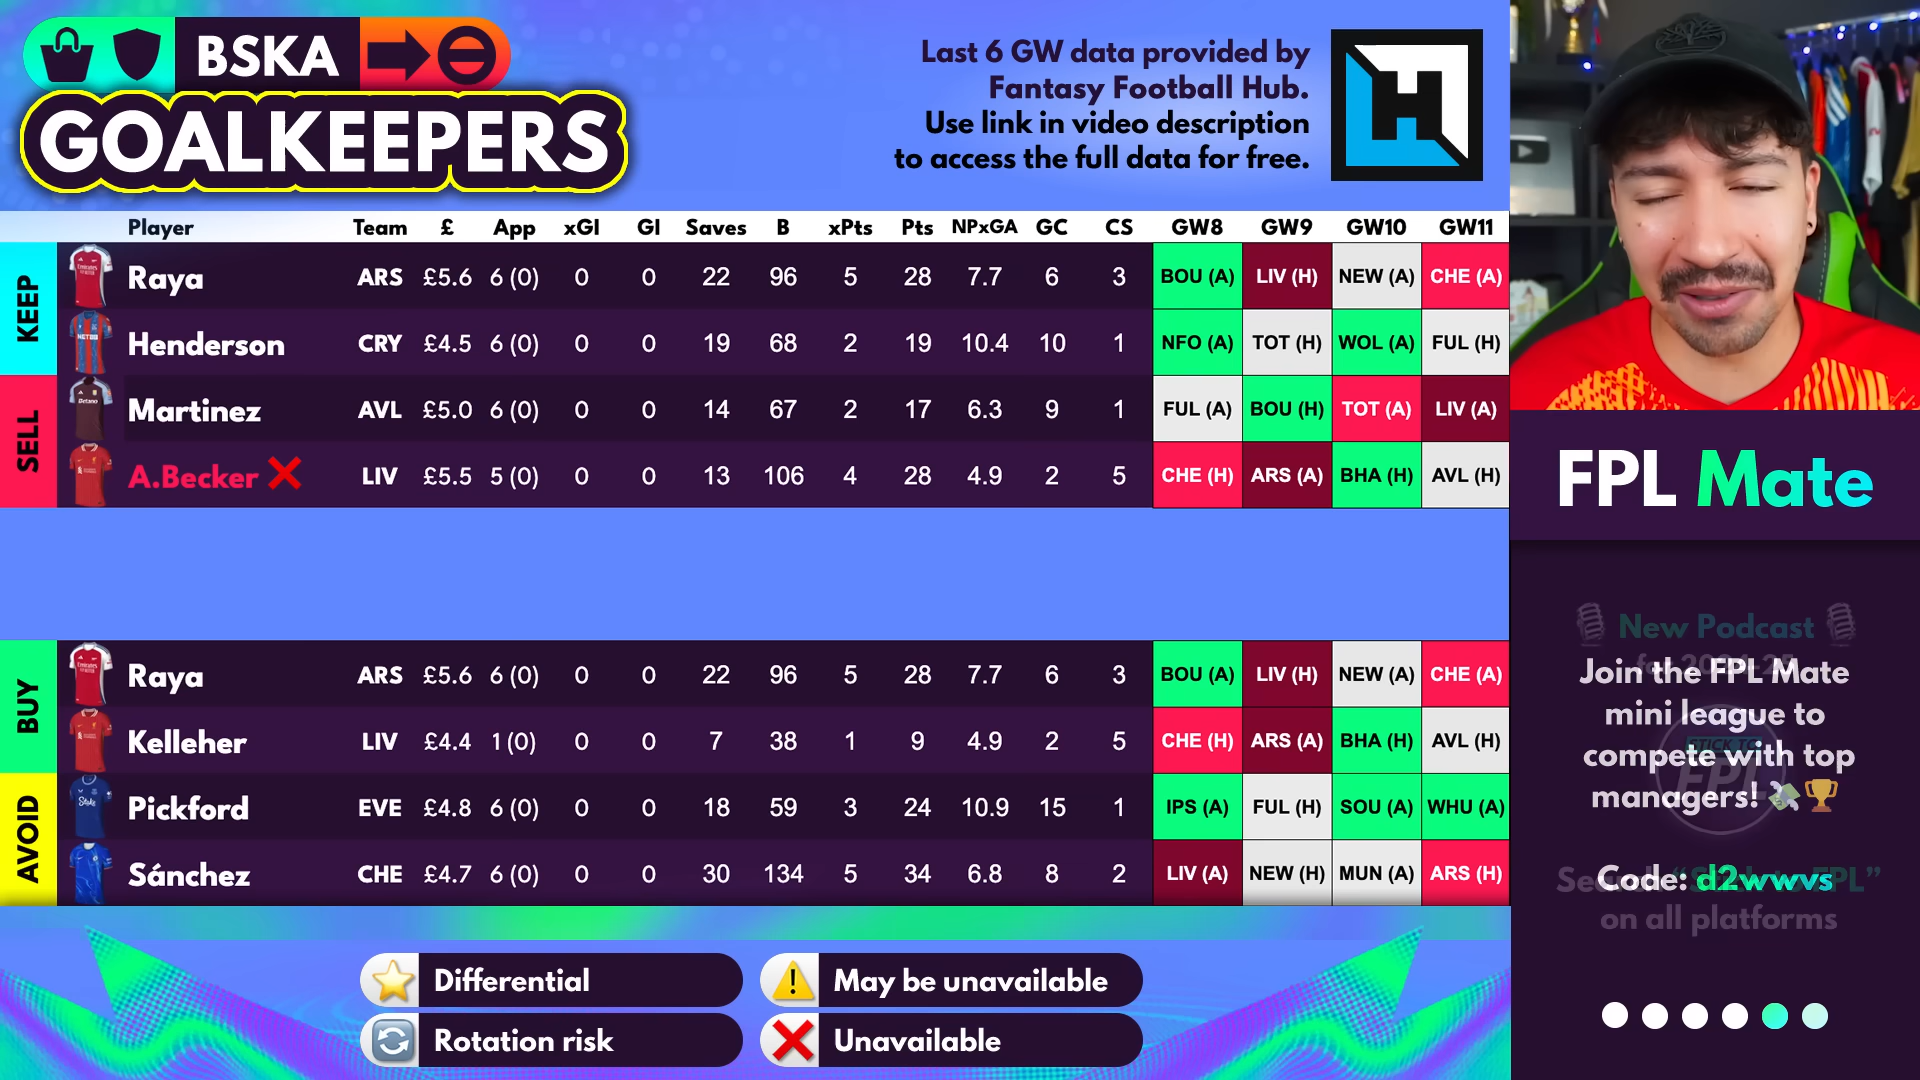 BSKA
GOALKEEPERS
Last 6 GW data provided by
Fantasy Football Hub.
Use link in video description
to access the full data for free.
H
Player Team £ App xGI GI Saves B xPts Pts NPxGA GC CS GW8 GW9 GW10 GW11
KEEP
Raya ARS £5.6 6 (0) 0 0 22 96 5 28 7.7 6 3 BOU (A) LIV (H) NEW (A) CHE (A)
Henderson CRY £4.5 6 (0) 0 0 19 68 2 19 10.4 10 1 NFO (A) TOT (H) WOL (A) FUL (H)
SELL
Martinez AVL £5.0 6 (0) 0 0 14 67 2 17 6.3 9 1 FUL (A) BOU (H) TOT (A) LIV (A)
A.Becker LIV £5.5 5 (0) 0 0 13 106 4 28 4.9 2 5 CHE (H) ARS (A) BHA (H) AVL (H)
BUY
Raya ARS £5.6 6 (0) 0 0 22 96 5 28 7.7 6 3 BOU (A) LIV (H) NEW (A) CHE (A)
Kelleher LIV £4.4 1 (0) 0 0 7 38 1 9 4.9 2 5 CHE (H) ARS (A) BHA (H) AVL (H)
AVOID
Pickford EVE £4.8 6 (0) 0 0 18 59 3 24 10.9 15 1 IPS (A) FUL (H) SOU (A) WHU (A)
Sánchez CHE £4.7 6 (0) 0 0 30 134 5 34 6.8 8 2 LIV (A) NEW (H) MUN (A) ARS (H)
Differential
May be unavailable
Rotation risk
Unavailable
FPL Mate
New Podcast
Join the FPL Mate
mini league to
compete with top
managers!
Code: d2wwvs
on all platforms